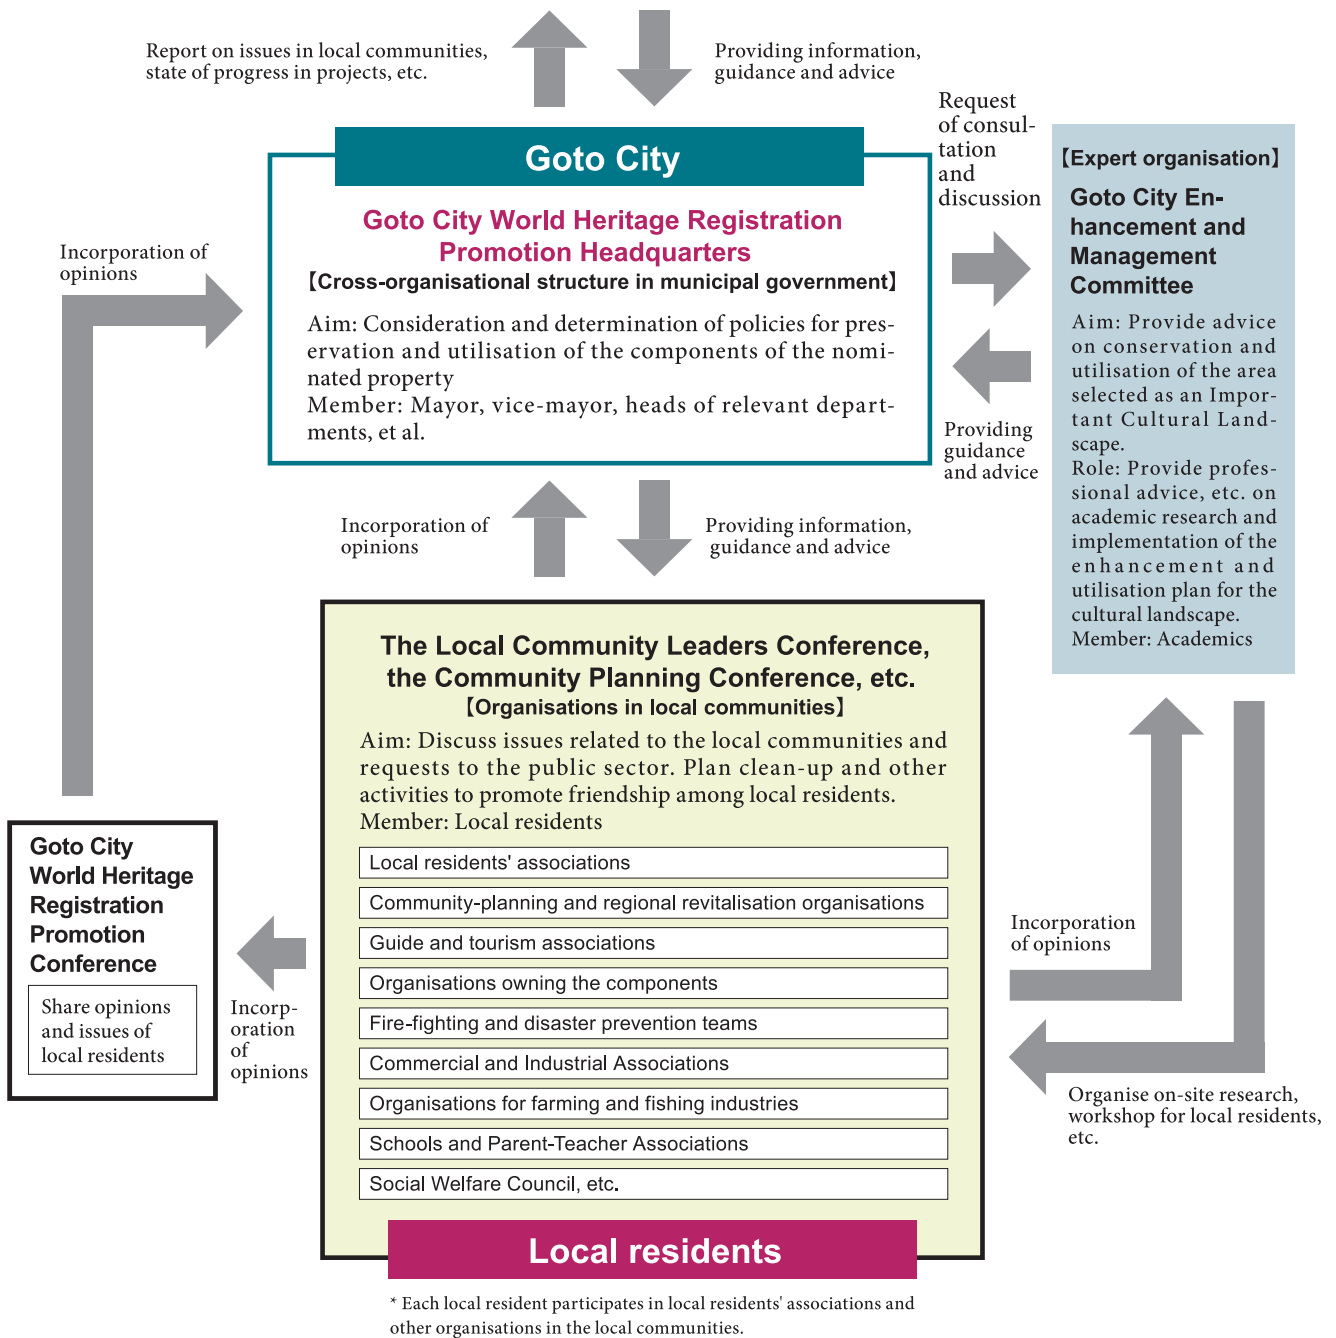 Report on issues in local communities,
state of progress in projects, etc.
Providing information,
guidance and advice
Goto City
Goto City World Heritage Registration
Promotion Headquarters
【Cross-organisational structure in municipal government】
Aim: Consideration and determination of policies for pres-
ervation and utilisation of the components of the nomi-
nated property
Member: Mayor, vice-mayor, heads of relevant depart-
ments, et al.
Request
of consul-
tation
and
discussion
Providing
guidance
and advice
【Expert organisation】
Goto City En-
hancement and
Management
Committee
Aim: Provide advice
on conservation and
utilisation of the area
selected as an Impor-
tant Cultural Land-
scape.
Role: Provide profes-
sional advice, etc. on
academic research and
implementation of the
enhancement and
utilisation plan for the
cultural landscape.
Member: Academics
Incorporation of
opinions
Incorporation of
opinions
Providing information,
guidance and advice
The Local Community Leaders Conference,
the Community Planning Conference, etc.
【Organisations in local communities】
Aim: Discuss issues related to the local communities and
requests to the public sector. Plan clean-up and other
activities to promote friendship among local residents.
Member: Local residents
Local residents' associations
Community-planning and regional revitalisation organisations
Guide and tourism associations
Organisations owning the components
Fire-fighting and disaster prevention teams
Commercial and Industrial Associations
Organisations for farming and fishing industries
Schools and Parent-Teacher Associations
Social Welfare Council, etc.
Local residents
* Each local resident participates in local residents' associations and
other organisations in the local communities.
Goto City
World Heritage
Registration
Promotion
Conference
Share opinions
and issues of
local residents
Incorp-
oration
of
opinions
Incorporation
of opinions
Organise on-site research,
workshop for local residents,
etc.